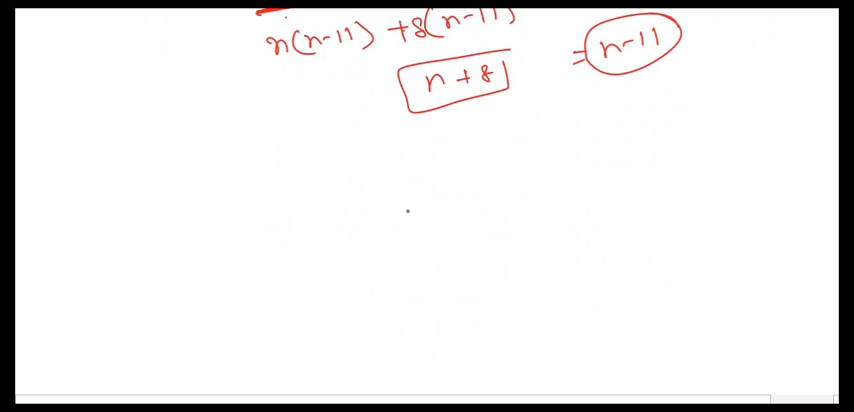 n(n-11) +8(n-11)
n+8 = n-11